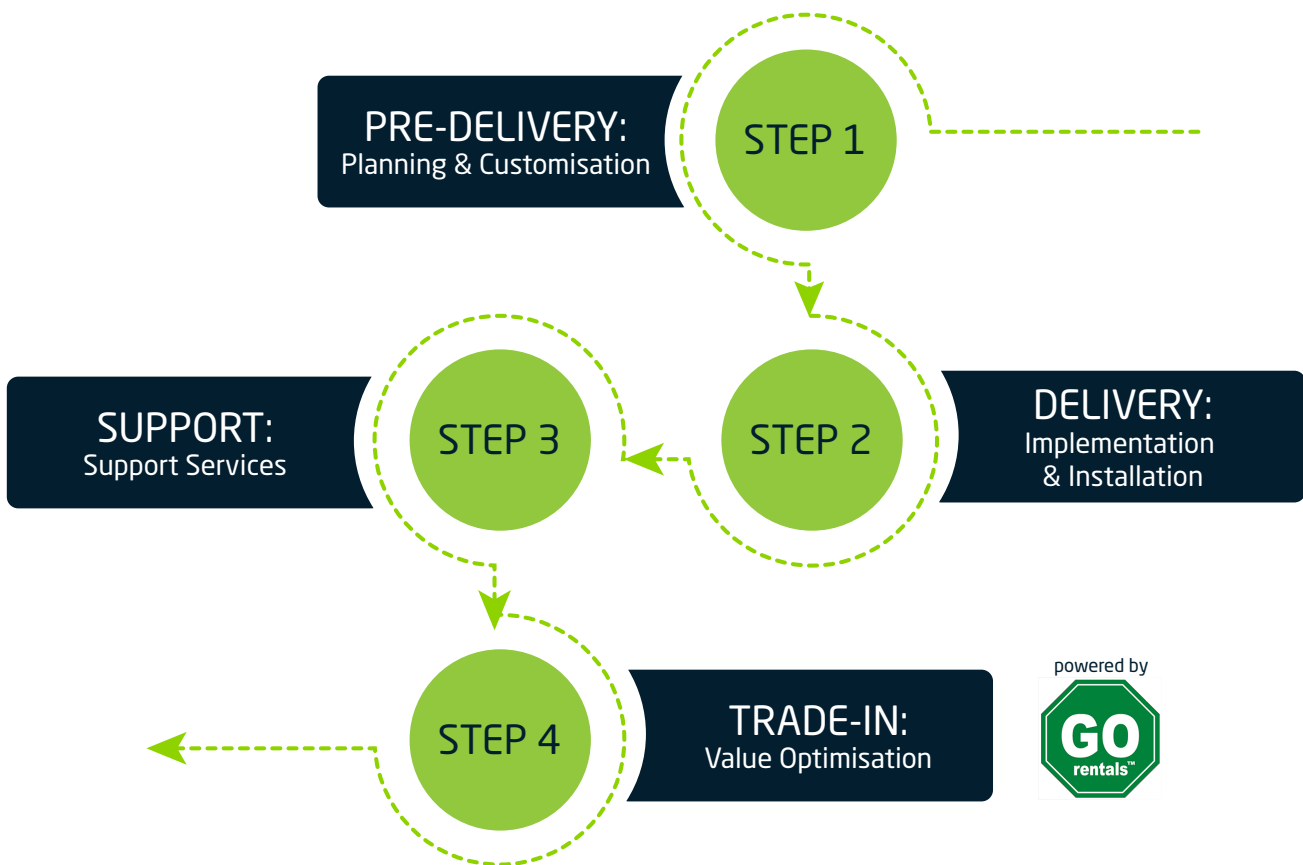 PRE-DELIVERY:
Planning & Customisation
STEP 1
SUPPORT:
Support Services
STEP 3
STEP 2
DELIVERY:
Implementation
& Installation
STEP 4
TRADE-IN:
Value Optimisation
powered by
GO
rentals™